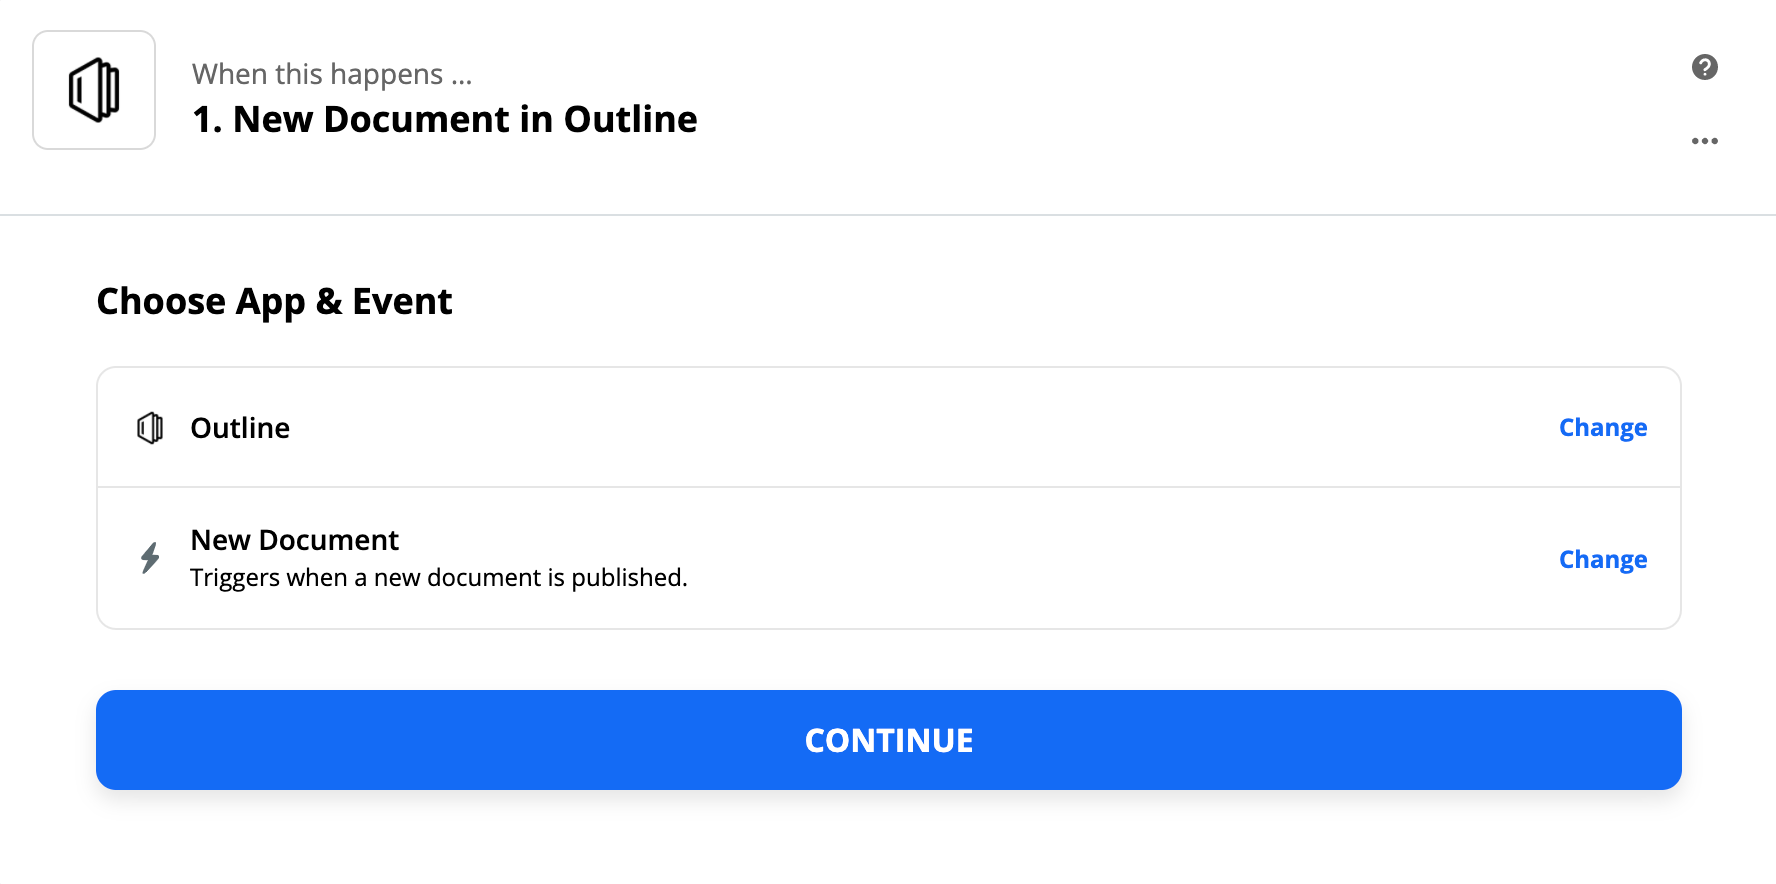 When this happens ...
1. New Document in Outline
Choose App & Event
Outline
Change
New Document
Triggers when a new document is published.
Change
CONTINUE